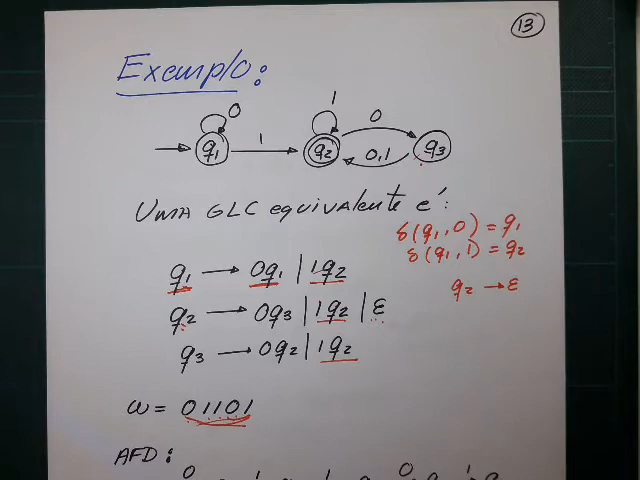 13
Exemplo:
0 1 0
q1 1 q2 0,1 q3
Uma GLC equivalente é:
δ(q1,0) = q1
δ(q1,1) = q2
q1 → 0q1 | 1q2
q2 → ε
q2 → 0q3 | 1q2 | ε
q3 → 0q2 | 1q2
ω = 01101
AFD: